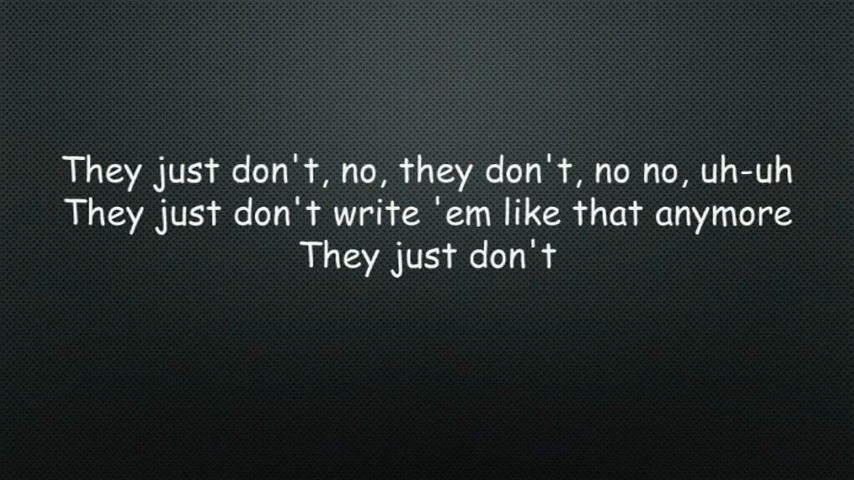 They just don't, no, they don't, no no, uh-uh
They just don't write 'em like that anymore
They just don't